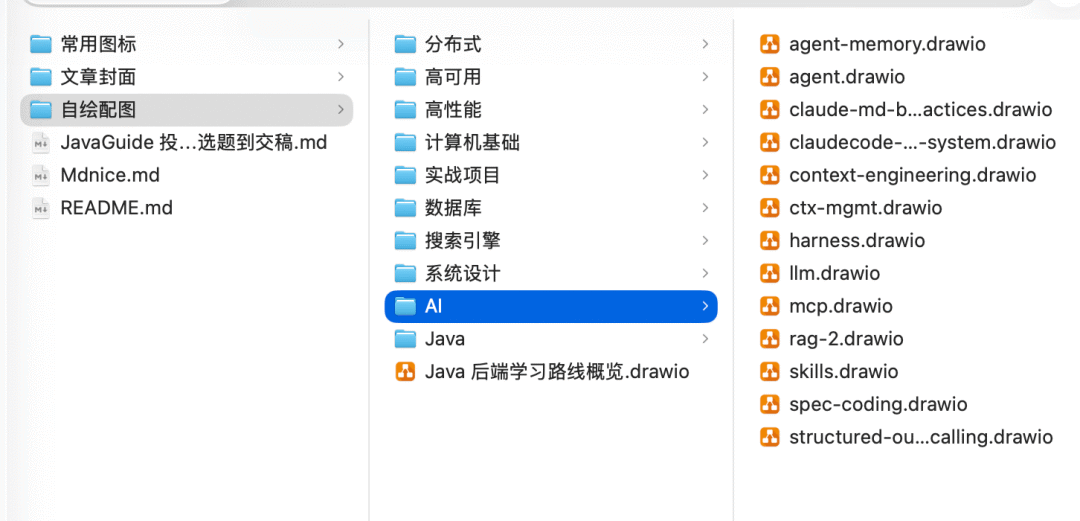 常用图标
文章封面
自绘配图
JavaGuide 投...选题到交稿.md
Mdnice.md
README.md
分布式
高可用
高性能
计算机基础
实战项目
数据库
搜索引擎
系统设计
AI
Java
Java 后端学习路线概览.drawio
agent-memory.drawio
agent.drawio
claude-md-b...actices.drawio
claudecode-...-system.drawio
context-engineering.drawio
ctx-mgmt.drawio
harness.drawio
llm.drawio
mcp.drawio
rag-2.drawio
skills.drawio
spec-coding.drawio
structured-ou...calling.drawio